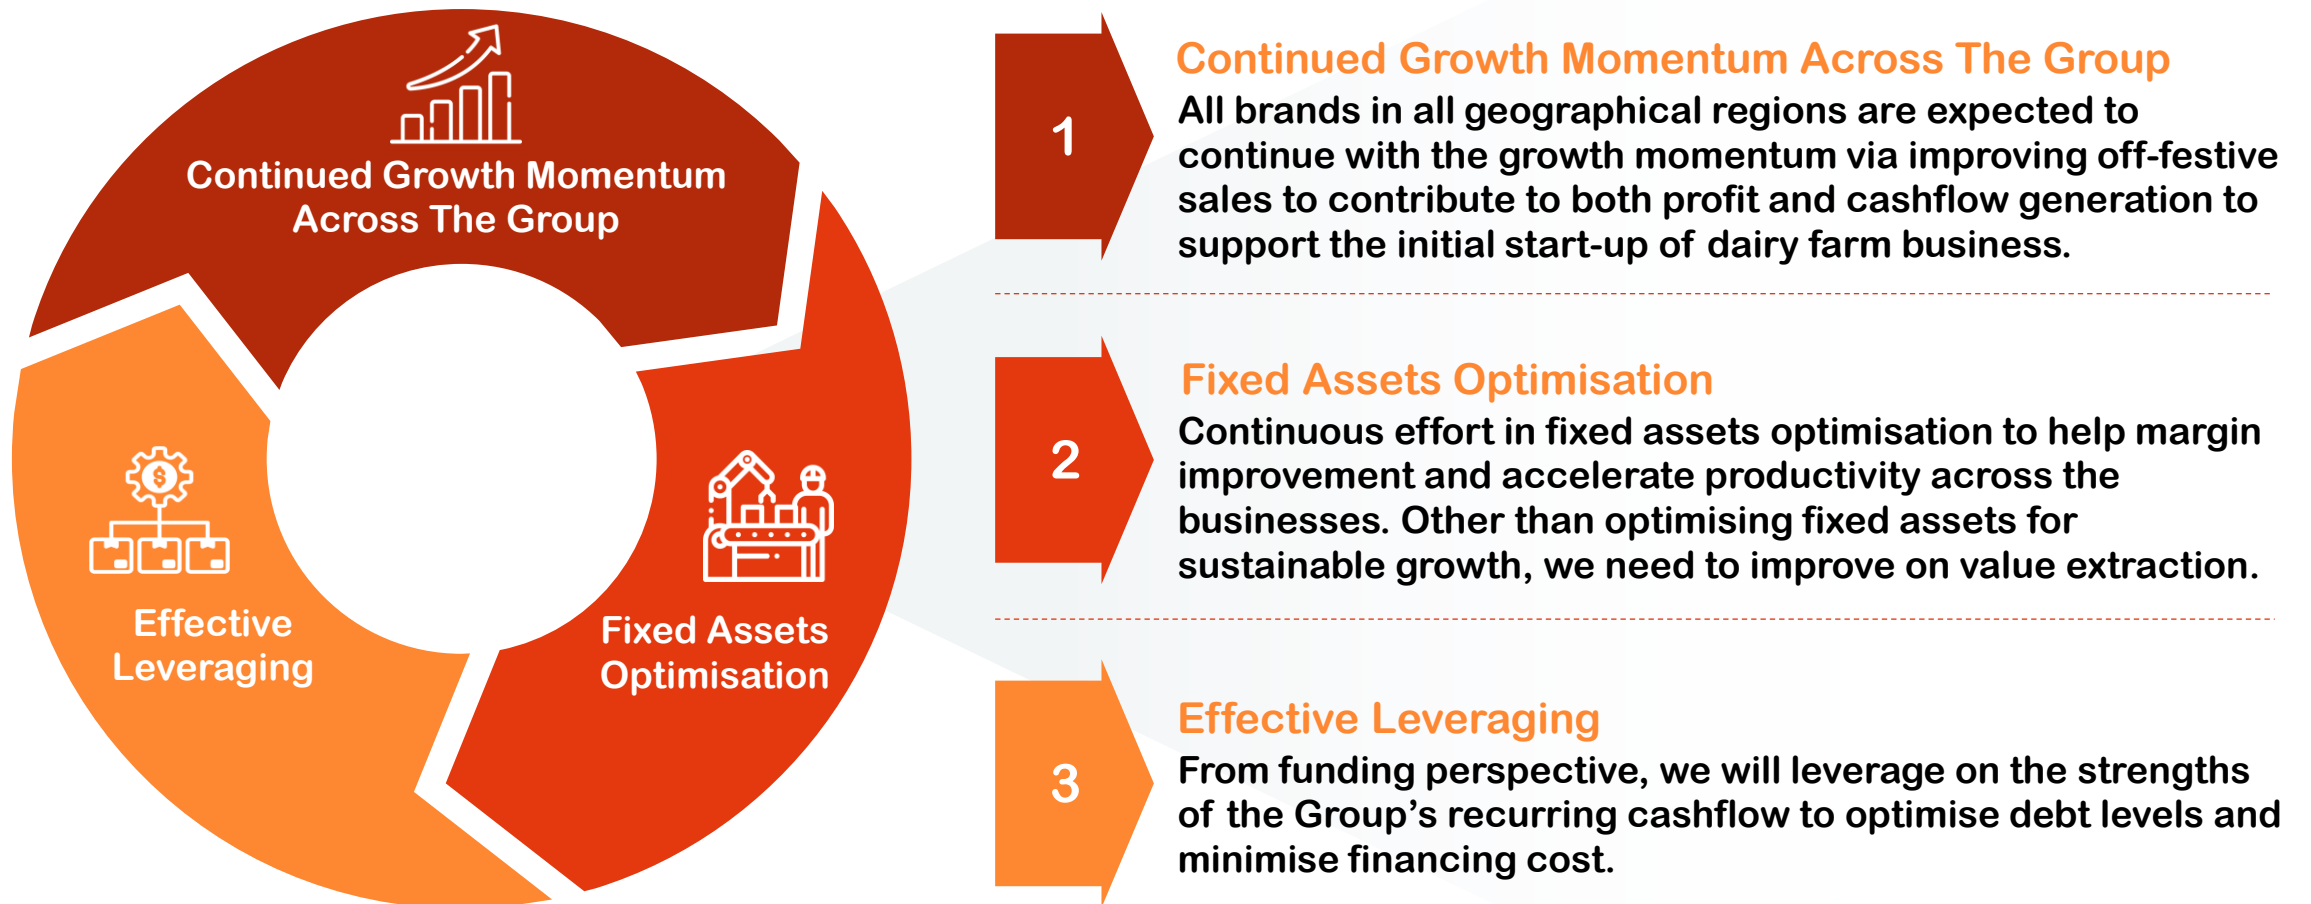 Continued Growth Momentum
Across The Group
Effective
Leveraging
Fixed Assets
Optimisation
1
Continued Growth Momentum Across The Group
All brands in all geographical regions are expected to
continue with the growth momentum via improving off-festive
sales to contribute to both profit and cashflow generation to
support the initial start-up of dairy farm business.
2
Fixed Assets Optimisation
Continuous effort in fixed assets optimisation to help margin
improvement and accelerate productivity across the
businesses. Other than optimising fixed assets for
sustainable growth, we need to improve on value extraction.
3
Effective Leveraging
From funding perspective, we will leverage on the strengths
of the Group’s recurring cashflow to optimise debt levels and
minimise financing cost.